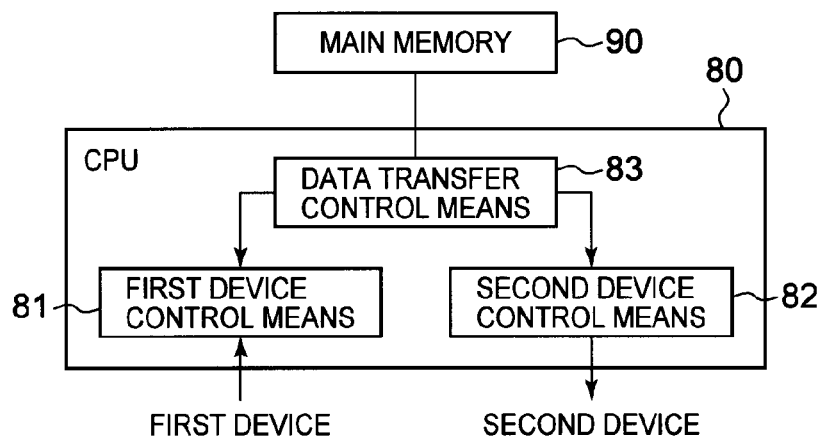 MAIN MEMORY
90
80
CPU
DATA TRANSFER
CONTROL MEANS
83
81
FIRST DEVICE
CONTROL MEANS
SECOND DEVICE
CONTROL MEANS
82
FIRST DEVICE
SECOND DEVICE